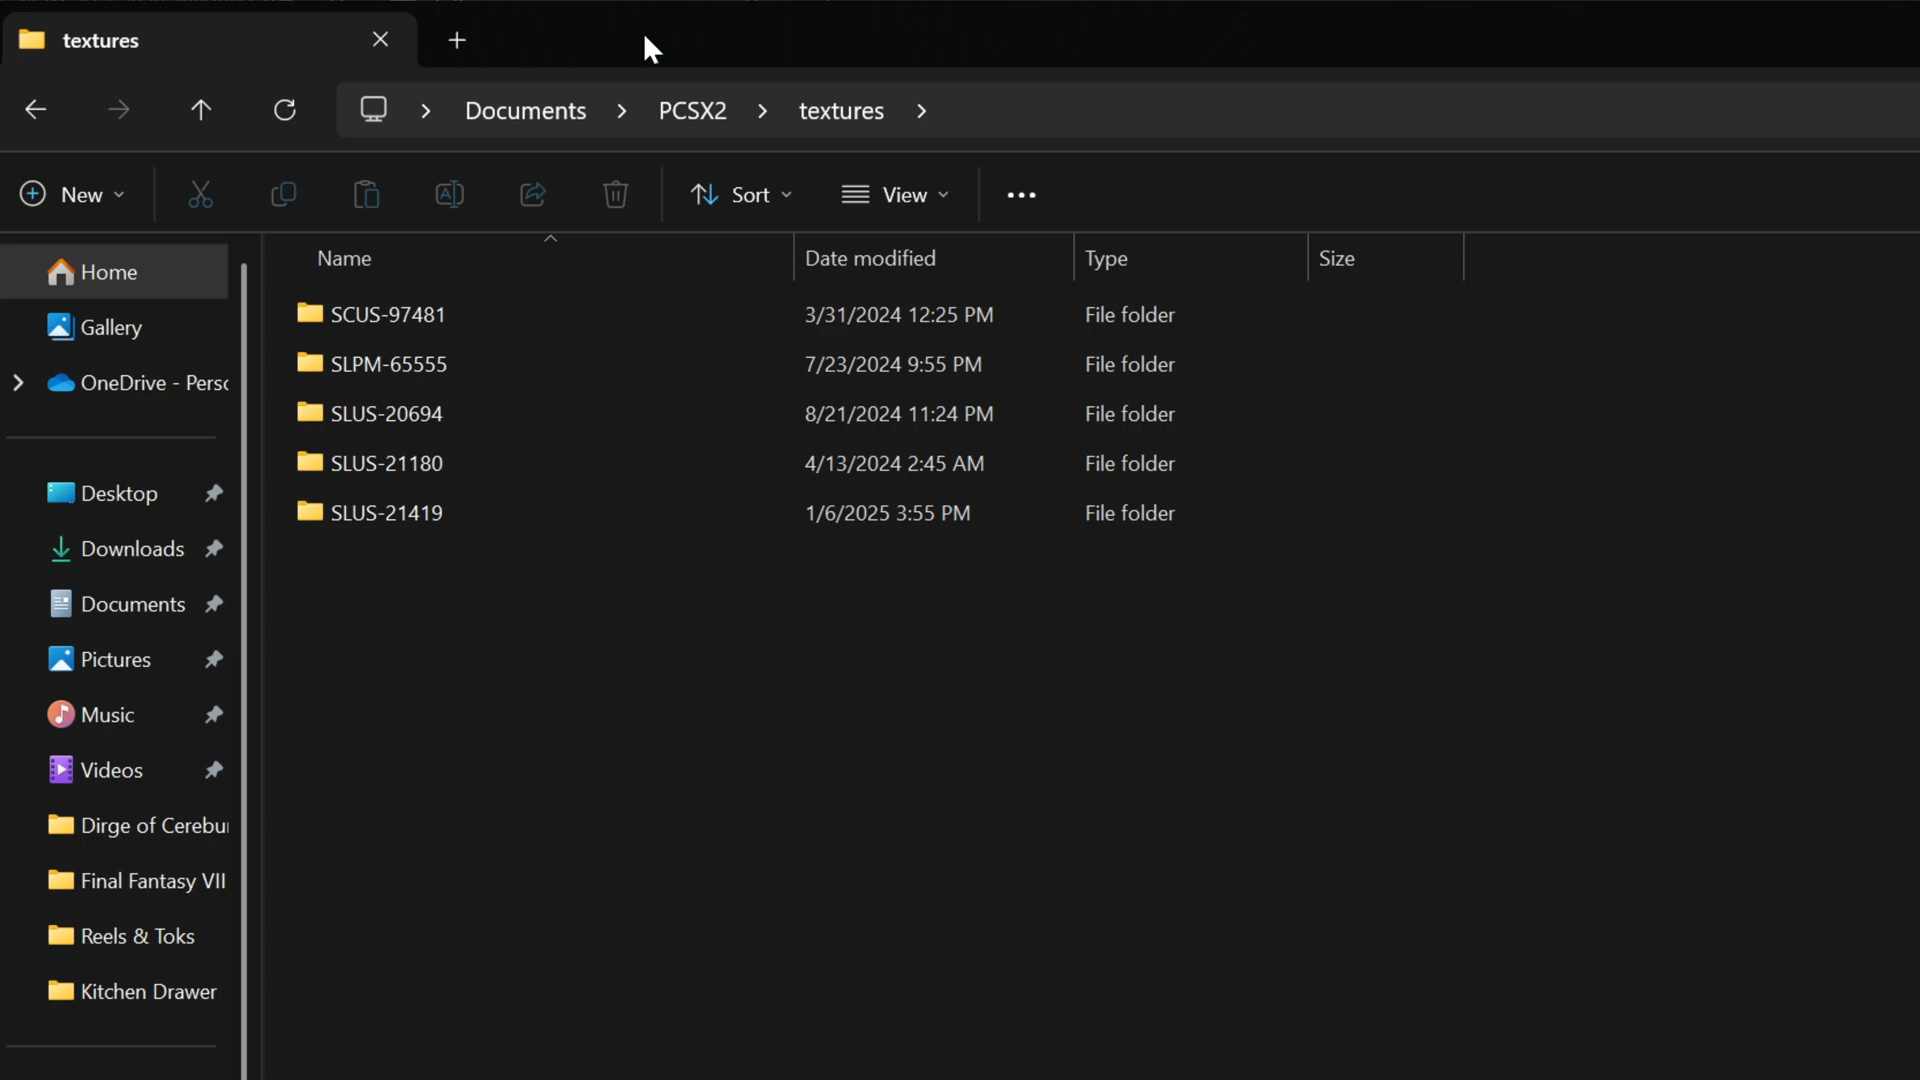 textures
Documents
PCSX2
textures
New
Sort
View
Name
Date modified
Type
Size
Home
Gallery
OneDrive - Perso
Desktop
Downloads
Documents
Pictures
Music
Videos
Dirge of Cerebu
Final Fantasy VII
Reels & Toks
Kitchen Drawer
SCUS-97481 3/31/2024 12:25 PM File folder
SLPM-65555 7/23/2024 9:55 PM File folder
SLUS-20694 8/21/2024 11:24 PM File folder
SLUS-21180 4/13/2024 2:45 AM File folder
SLUS-21419 1/6/2025 3:55 PM File folder